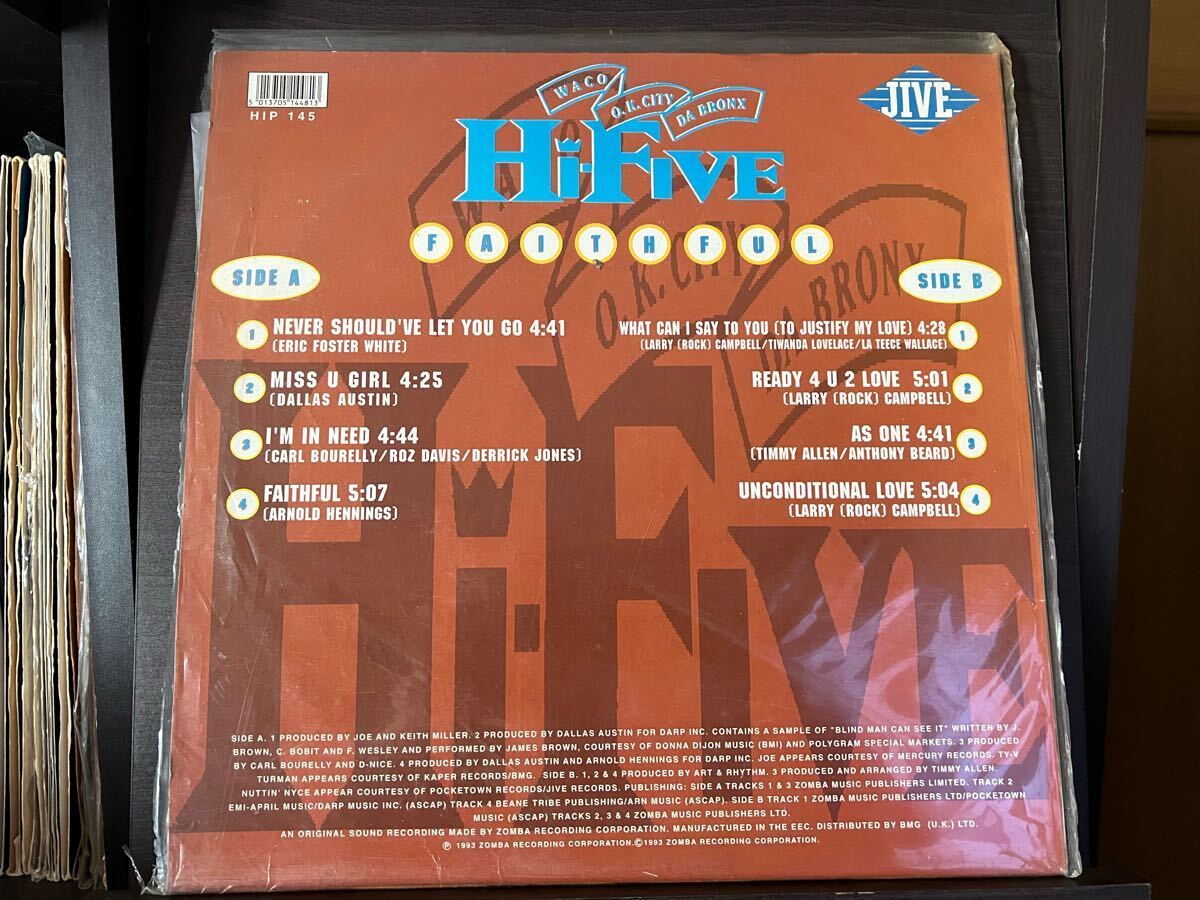 5 013705 144813
HIP 145
WACO
O.K. CITY
DA BRONX
JIVE
Hi-FiVE
FAITHFUL
SIDE A
1 NEVER SHOULD'VE LET YOU GO 4:41
(ERIC FOSTER WHITE)
2 MISS U GIRL 4:25
(DALLAS AUSTIN)
3 I'M IN NEED 4:44
(CARL BOURELLY/ROZ DAVIS/DERRICK JONES)
4 FAITHFUL 5:07
(ARNOLD HENNINGS)
SIDE B
WHAT CAN I SAY TO YOU (TO JUSTIFY MY LOVE) 4:28 1
(LARRY (ROCK) CAMPBELL/TIWANDA LOVELACE/LA TEECE WALLACE)
READY 4 U 2 LOVE 5:01 2
(LARRY (ROCK) CAMPBELL)
AS ONE 4:41 3
(TIMMY ALLEN/ANTHONY BEARD)
UNCONDITIONAL LOVE 5:04 4
(LARRY (ROCK) CAMPBELL)
WACO
O.K. CITY
DA BRONX
Hi-FiVE
SIDE A. 1 PRODUCED BY JOE AND KEITH MILLER. 2 PRODUCED BY DALLAS AUSTIN FOR DARP INC. CONTAINS A SAMPLE OF "BLIND MAN CAN SEE IT" WRITTEN BY J.
BROWN, C. BOBIT AND F. WESLEY AND PERFORMED BY JAMES BROWN, COURTESY OF DONNA DIJON MUSIC (BMI) AND POLYGRAM SPECIAL MARKETS. 3 PRODUCED
BY CARL BOURELLY AND D-NICE. 4 PRODUCED BY DALLAS AUSTIN AND ARNOLD HENNINGS FOR DARP INC. JOE APPEARS COURTESY OF MERCURY RECORDS. TY-V
TURMAN APPEARS COURTESY OF KAPER RECORDS/BMG. SIDE B. 1, 2 & 4 PRODUCED BY ART & RHYTHM. 3 PRODUCED AND ARRANGED BY TIMMY ALLEN.
NUTTIN' NYCE APPEAR COURTESY OF POCKETOWN RECORDS/JIVE RECORDS. PUBLISHING: SIDE A TRACKS 1 & 3 ZOMBA MUSIC PUBLISHERS LIMITED. TRACK 2
EMI-APRIL MUSIC/DARP MUSIC INC. (ASCAP) TRACK 4 BEANE TRIBE PUBLISHING/ARN MUSIC (ASCAP). SIDE B TRACK 1 ZOMBA MUSIC PUBLISHERS LTD/POCKETOWN
MUSIC (ASCAP) TRACKS 2, 3 & 4 ZOMBA MUSIC PUBLISHERS LTD.
AN ORIGINAL SOUND RECORDING MADE BY ZOMBA RECORDING CORPORATION. MANUFACTURED IN THE EEC. DISTRIBUTED BY BMG (U.K.) LTD.
℗ 1993 ZOMBA RECORDING CORPORATION.©1993 ZOMBA RECORDING CORPORATION.